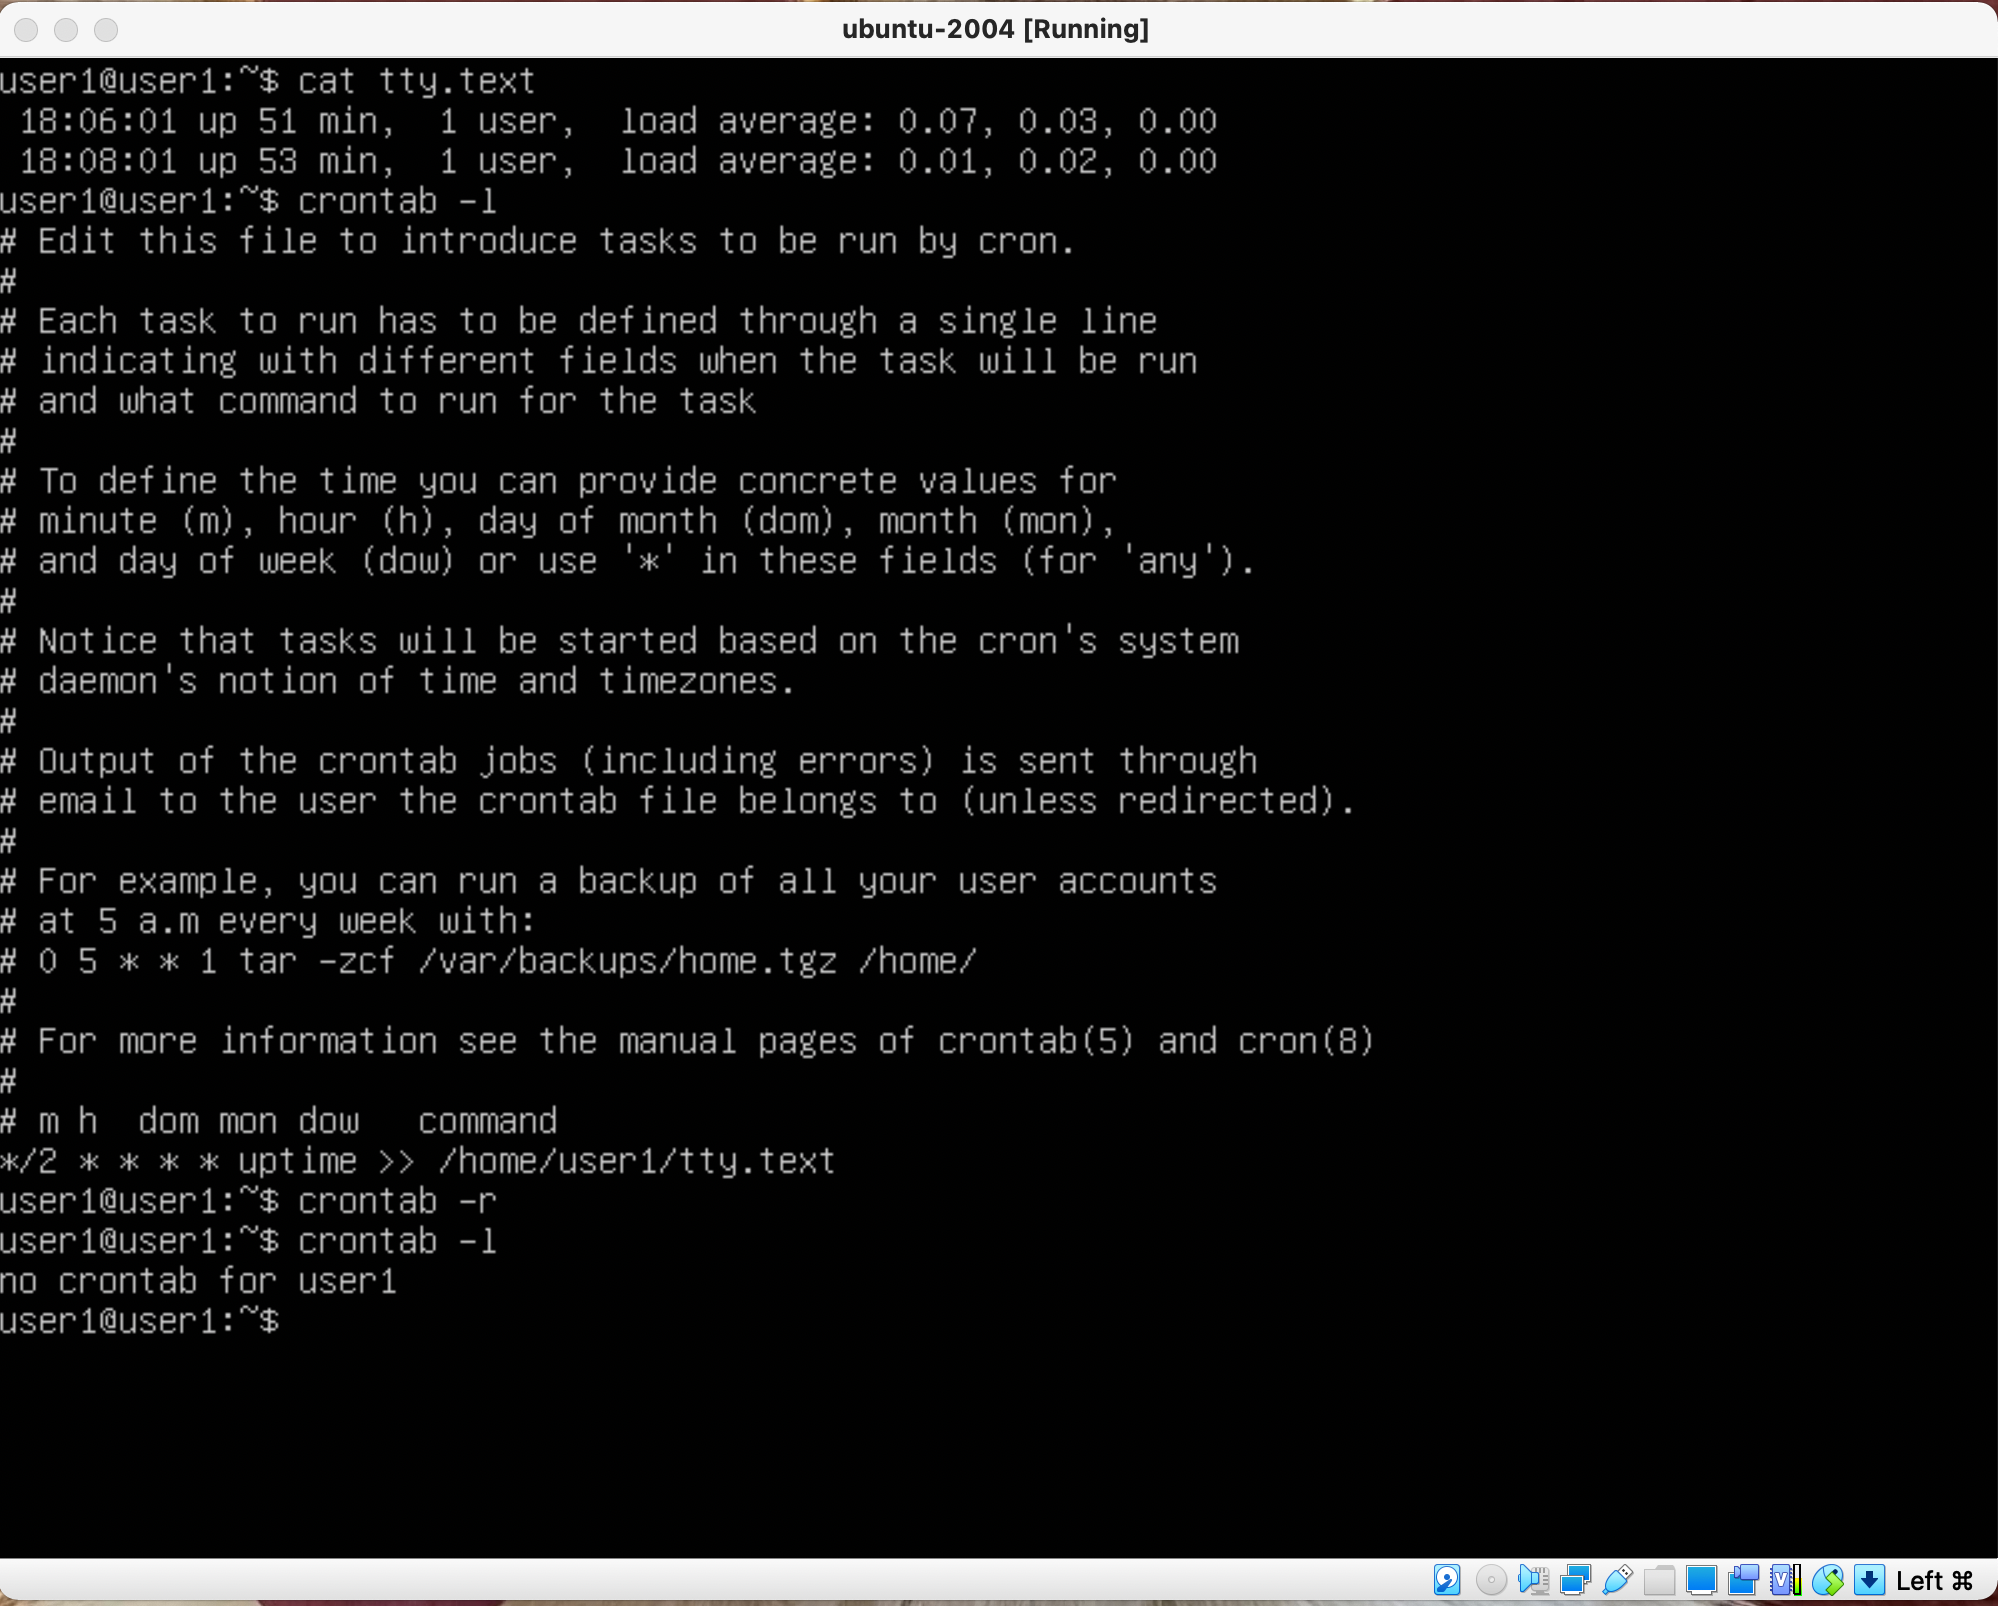 ubuntu-2004 [Running]
user1@user1:~$ cat tty.text
 18:06:01 up 51 min,  1 user,  load average: 0.07, 0.03, 0.00
 18:08:01 up 53 min,  1 user,  load average: 0.01, 0.02, 0.00
user1@user1:~$ crontab -l
# Edit this file to introduce tasks to be run by cron.
#
# Each task to run has to be defined through a single line
# indicating with different fields when the task will be run
# and what command to run for the task
#
# To define the time you can provide concrete values for
# minute (m), hour (h), day of month (dom), month (mon),
# and day of week (dow) or use '*' in these fields (for 'any').
#
# Notice that tasks will be started based on the cron's system
# daemon's notion of time and timezones.
#
# Output of the crontab jobs (including errors) is sent through
# email to the user the crontab file belongs to (unless redirected).
#
# For example, you can run a backup of all your user accounts
# at 5 a.m every week with:
# 0 5 * * 1 tar -zcf /var/backups/home.tgz /home/
#
# For more information see the manual pages of crontab(5) and cron(8)
#
# m h  dom mon dow   command
*/2 * * * * uptime >> /home/user1/tty.text
user1@user1:~$ crontab -r
user1@user1:~$ crontab -l
no crontab for user1
user1@user1:~$
Left ⌘